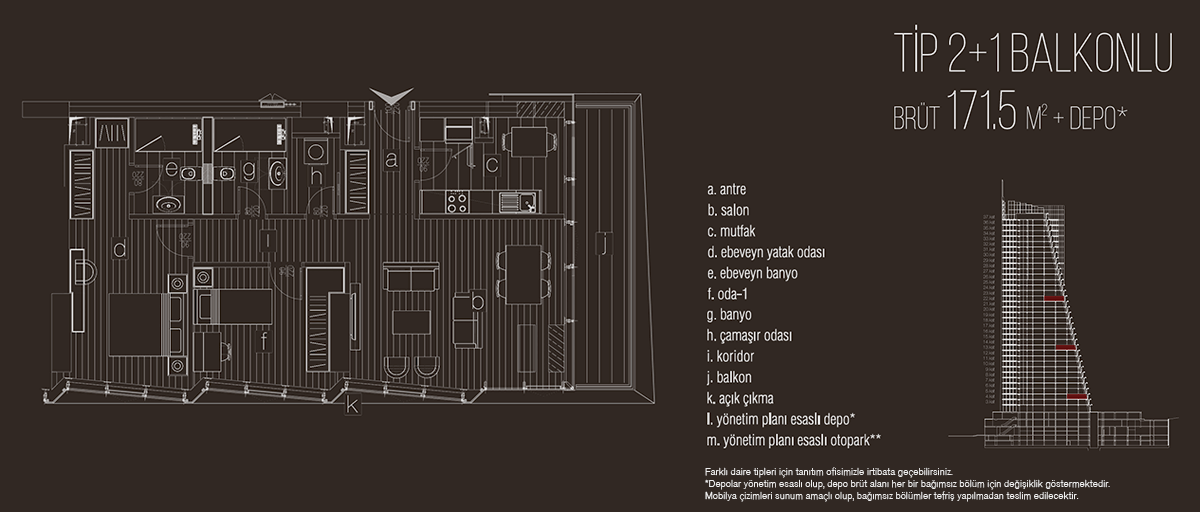 TİP 2+1 BALKONLU
BRÜT 171.5 M² + DEPO*
a. antre
b. salon
c. mutfak
d. ebeveyn yatak odası
e. ebeveyn banyo
f. oda-1
g. banyo
h. çamaşır odası
i. koridor
j. balkon
k. açık çıkma
l. yönetim planı esaslı depo*
m. yönetim planı esaslı otopark**
Farklı daire tipleri için tanıtım ofisimizle irtibata geçebilirsiniz.
*Depolar yönetim esaslı olup, depo brüt alanı her bir bağımsız bölüm için değişiklik göstermektedir.
Mobilya çizimleri sunum amaçlı olup, bağımsız bölümler tefriş yapılmadan teslim edilecektir.
e
g
h
a
c
d
i
j
b
f
k